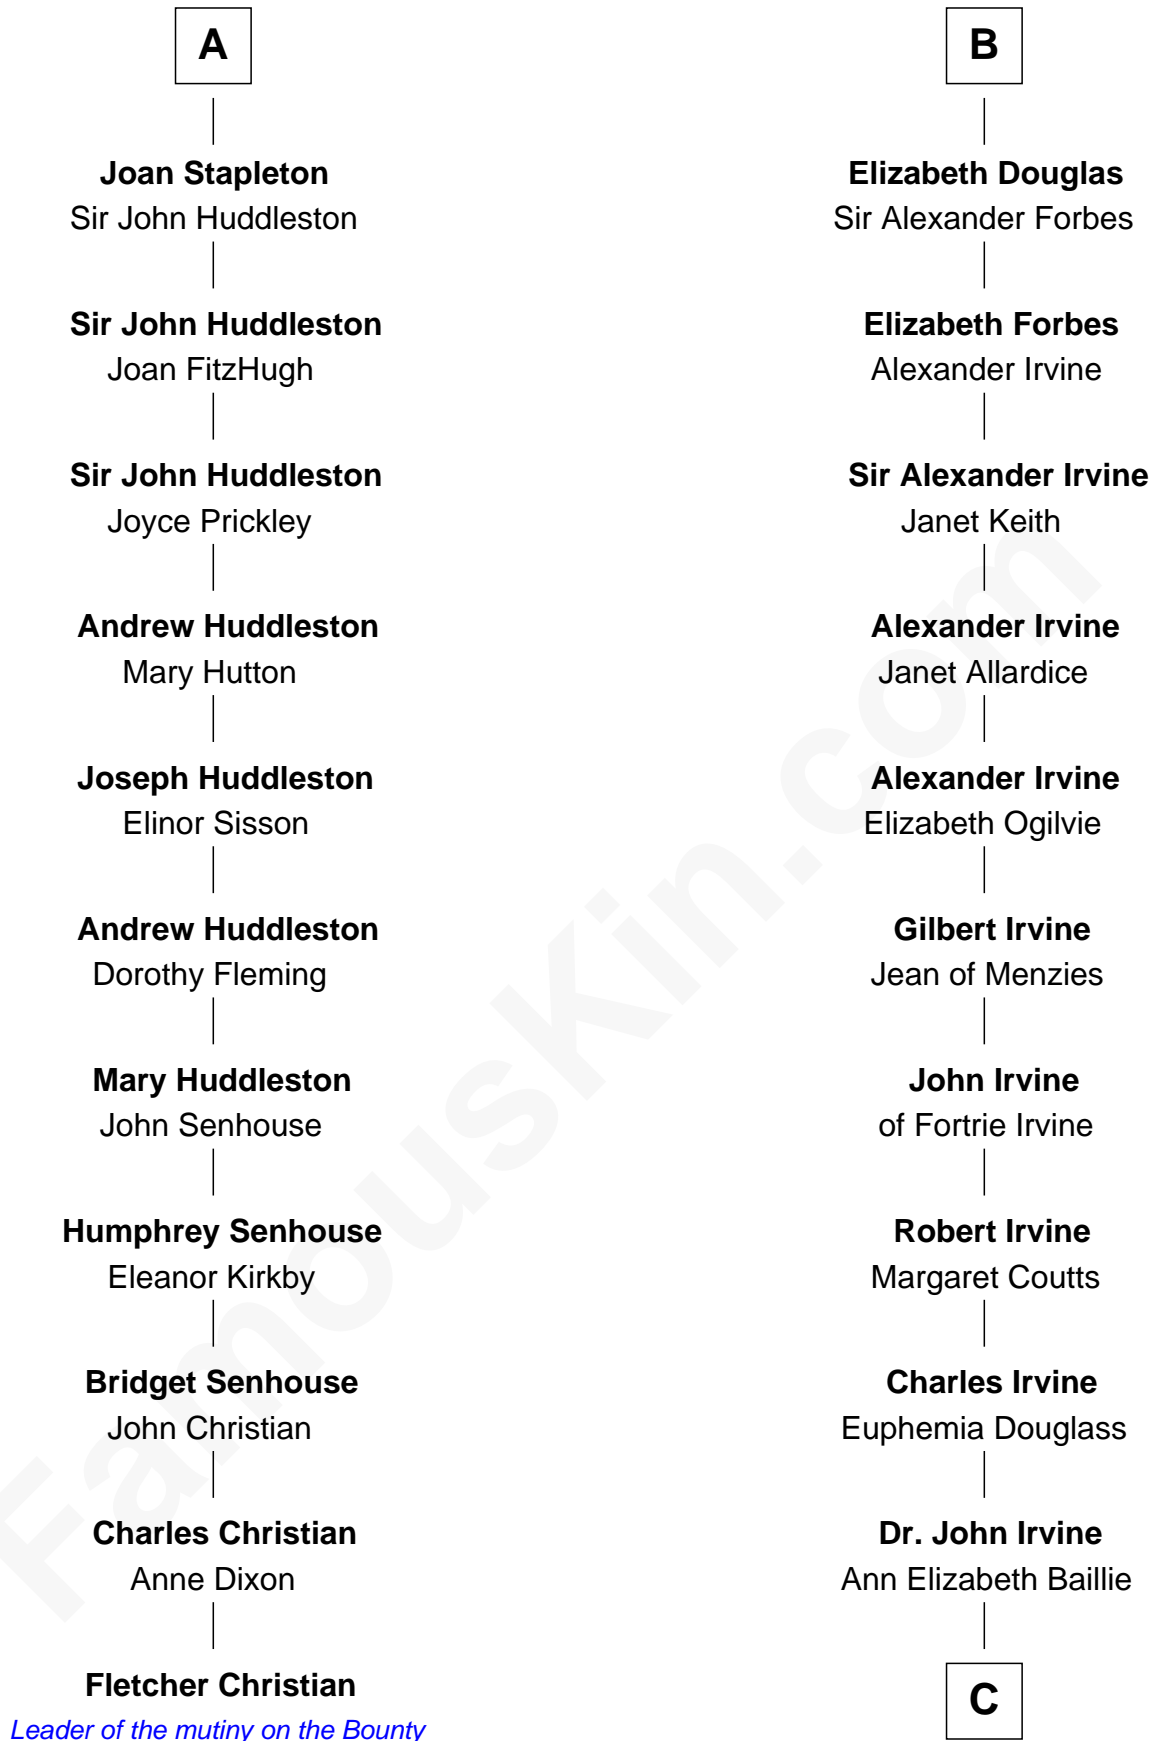 A
Joan Stapleton
Sir John Huddleston
Sir John Huddleston
Joan FitzHugh
Sir John Huddleston
Joyce Prickley
Andrew Huddleston
Mary Hutton
Joseph Huddleston
Elinor Sisson
Andrew Huddleston
Dorothy Fleming
Mary Huddleston
John Senhouse
Humphrey Senhouse
Eleanor Kirkby
Bridget Senhouse
John Christian
Charles Christian
Anne Dixon
Fletcher Christian
Leader of the mutiny on the Bounty
B
Elizabeth Douglas
Sir Alexander Forbes
Elizabeth Forbes
Alexander Irvine
Sir Alexander Irvine
Janet Keith
Alexander Irvine
Janet Allardice
Alexander Irvine
Elizabeth Ogilvie
Gilbert Irvine
Jean of Menzies
John Irvine
of Fortrie Irvine
Robert Irvine
Margaret Coutts
Charles Irvine
Euphemia Douglass
Dr. John Irvine
Ann Elizabeth Baillie
C
FamousKin.com